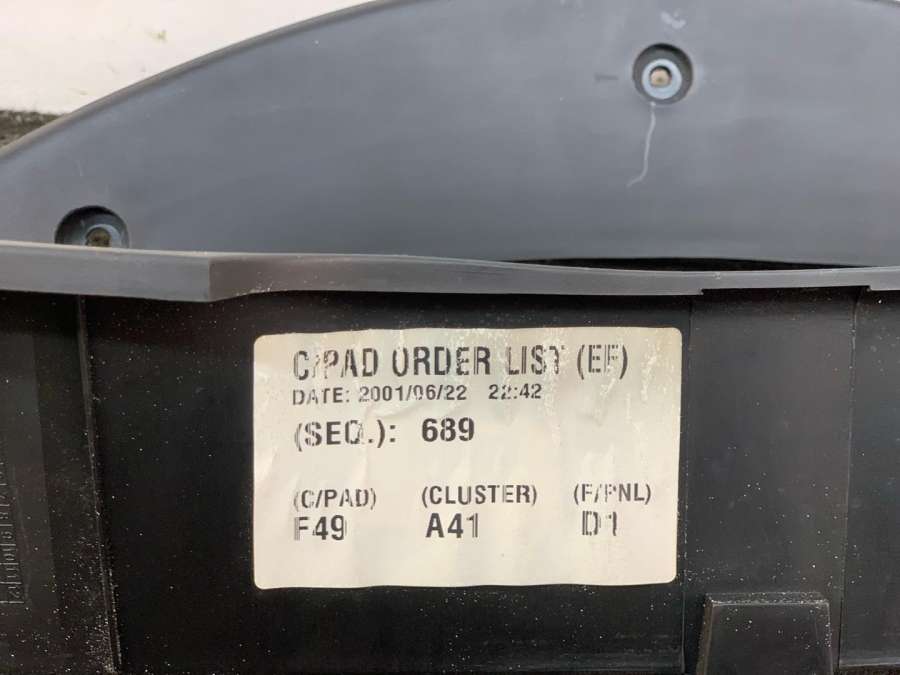 C/PAD ORDER LIST (EF)
DATE: 2001/06/22 22:42
(SEQ.): 689
(C/PAD) (CLUSTER) (F/PNL)
F49 A41 D1